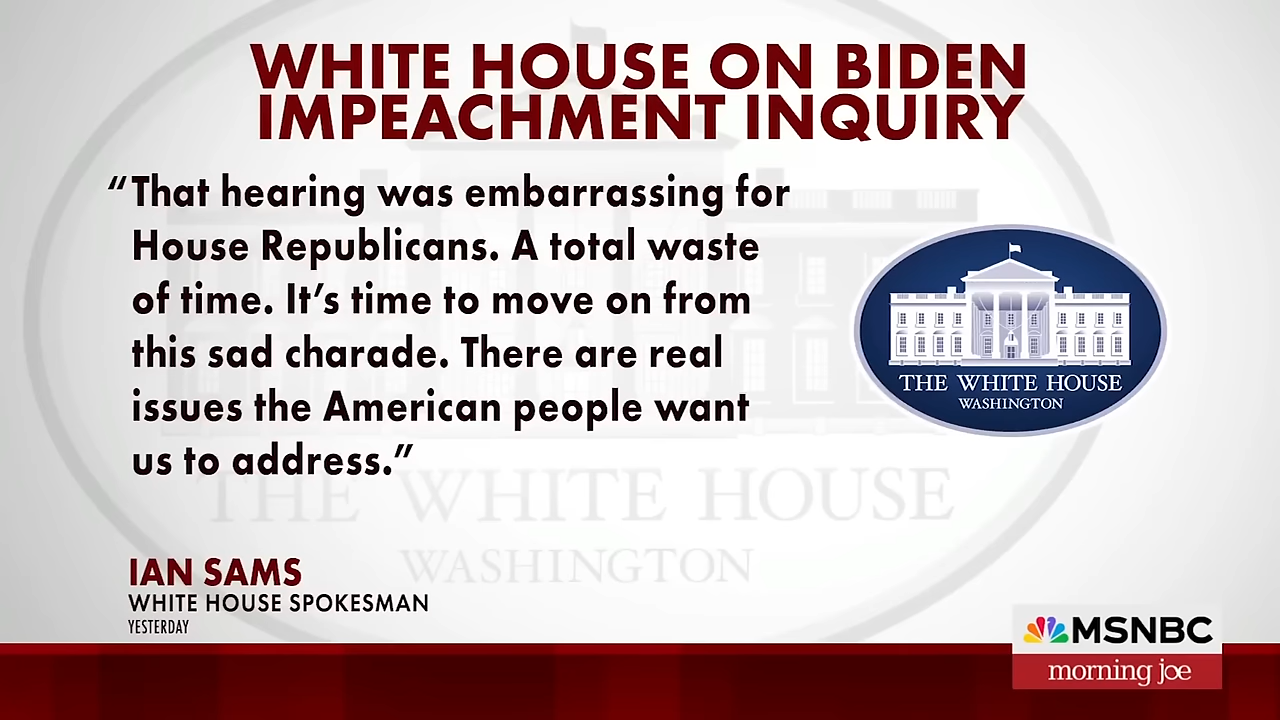 WHITE HOUSE ON BIDEN
IMPEACHMENT INQUIRY
“That hearing was embarrassing for
House Republicans. A total waste
of time. It’s time to move on from
this sad charade. There are real
issues the American people want
us to address.”
THE WHITE HOUSE
WASHINGTON
THE WHITE HOUSE
WASHINGTON
IAN SAMS
WHITE HOUSE SPOKESMAN
YESTERDAY
MSNBC
morning joe